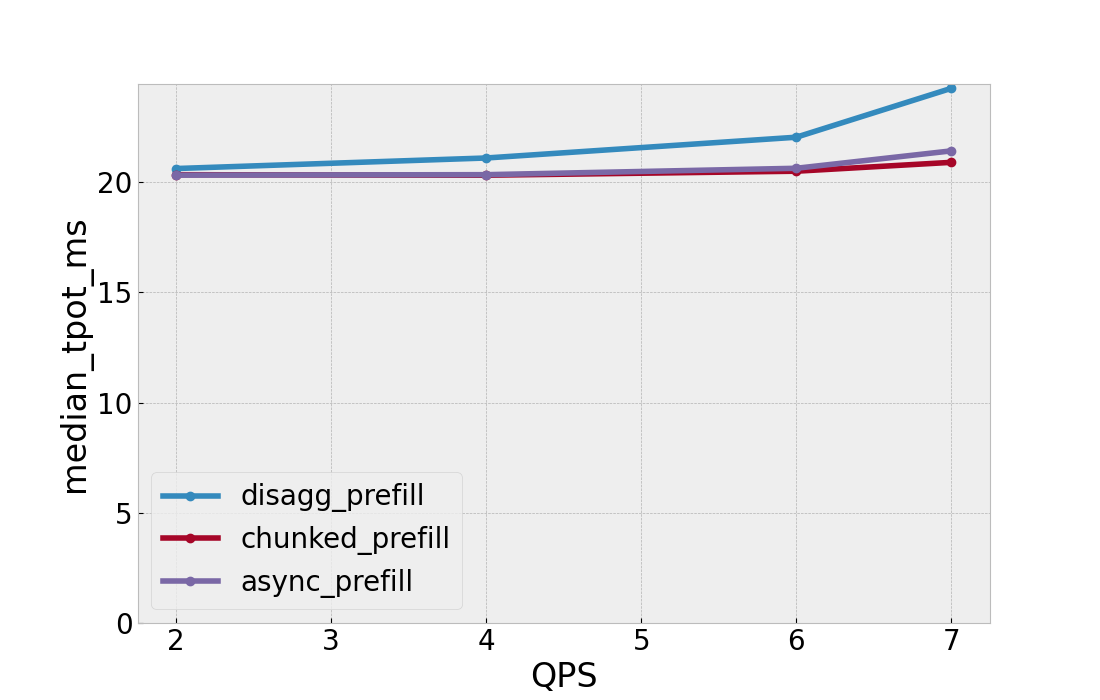 median_tpot_ms
20
15
10
5
0
disagg_prefill
chunked_prefill
async_prefill
2 3 4 5 6 7
QPS